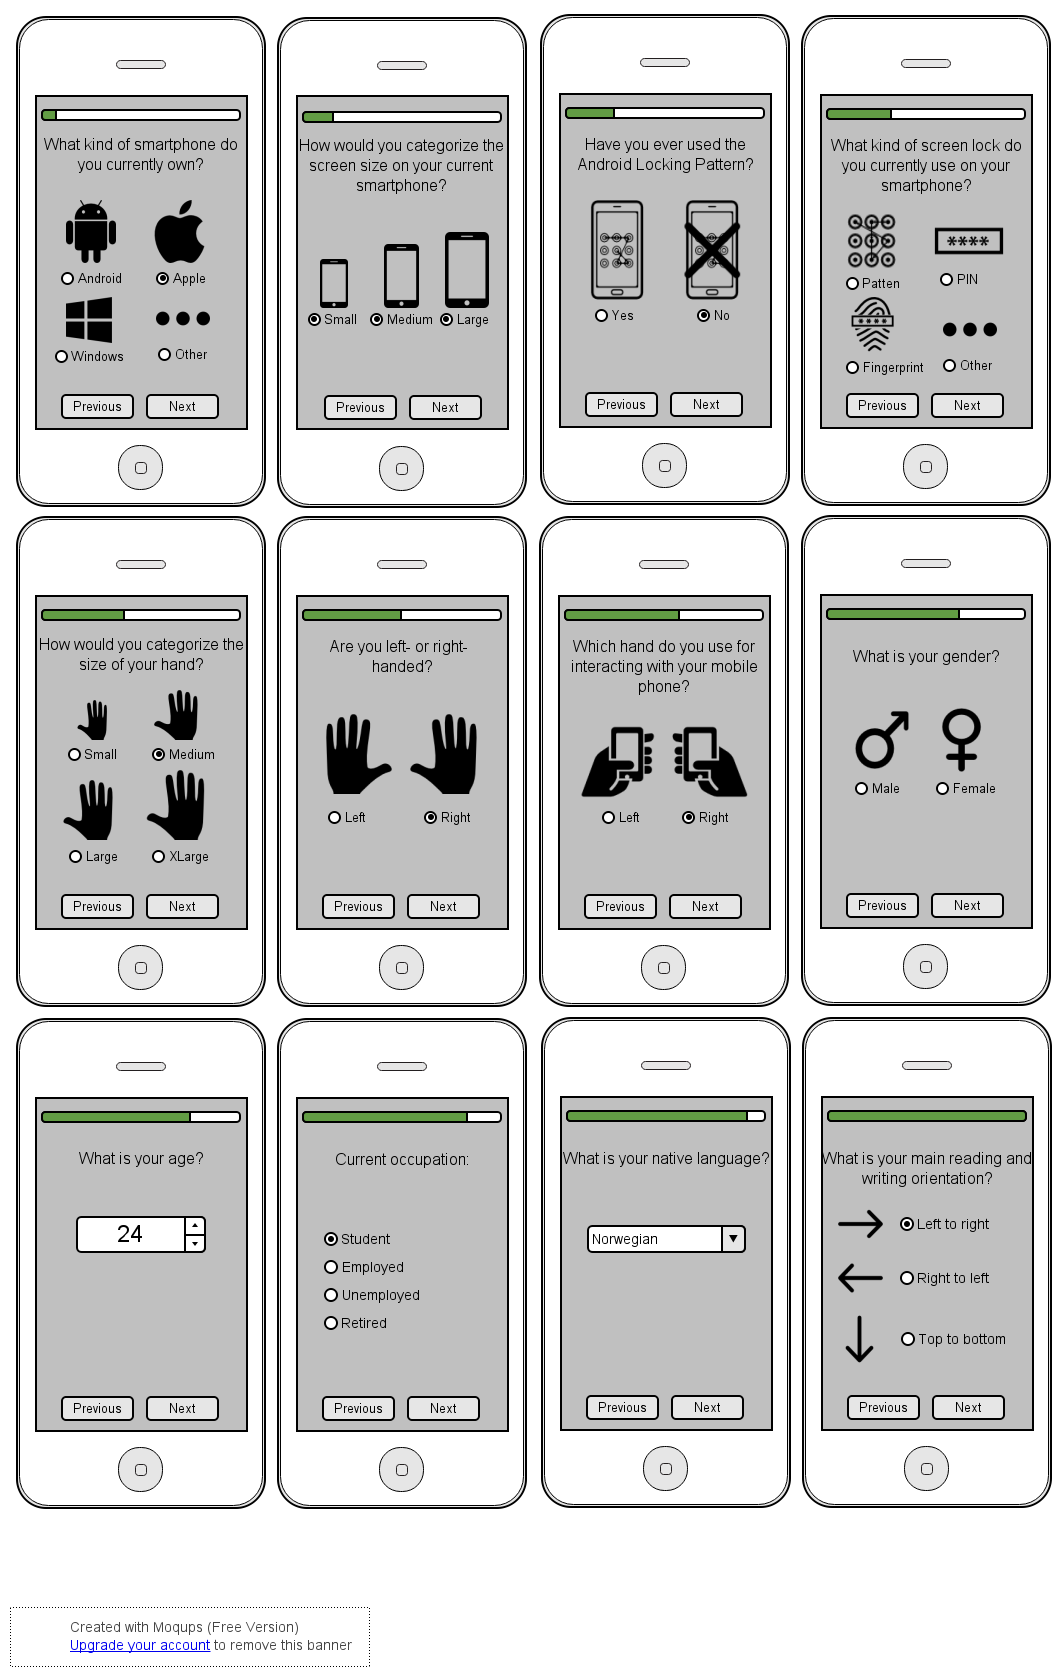 What kind of smartphone do
you currently own?
Android
Apple
Windows
Other
Previous
Next
How would you categorize the
screen size on your current
smartphone?
Small
Medium
Large
Previous
Next
Have you ever used the
Android Locking Pattern?
Yes
No
Previous
Next
What kind of screen lock do
you currently use on your
smartphone?
****
Patten
PIN
****
Fingerprint
Other
Previous
Next
How would you categorize the
size of your hand?
Small
Medium
Large
XLarge
Previous
Next
Are you left- or right-
handed?
Left
Right
Previous
Next
Which hand do you use for
interacting with your mobile
phone?
Left
Right
Previous
Next
What is your gender?
Male
Female
Previous
Next
What is your age?
24
Previous
Next
Current occupation:
Student
Employed
Unemployed
Retired
Previous
Next
What is your native language?
Norwegian
Previous
Next
What is your main reading and
writing orientation?
Left to right
Right to left
Top to bottom
Previous
Next
Created with Moqups (Free Version)
Upgrade your account to remove this banner